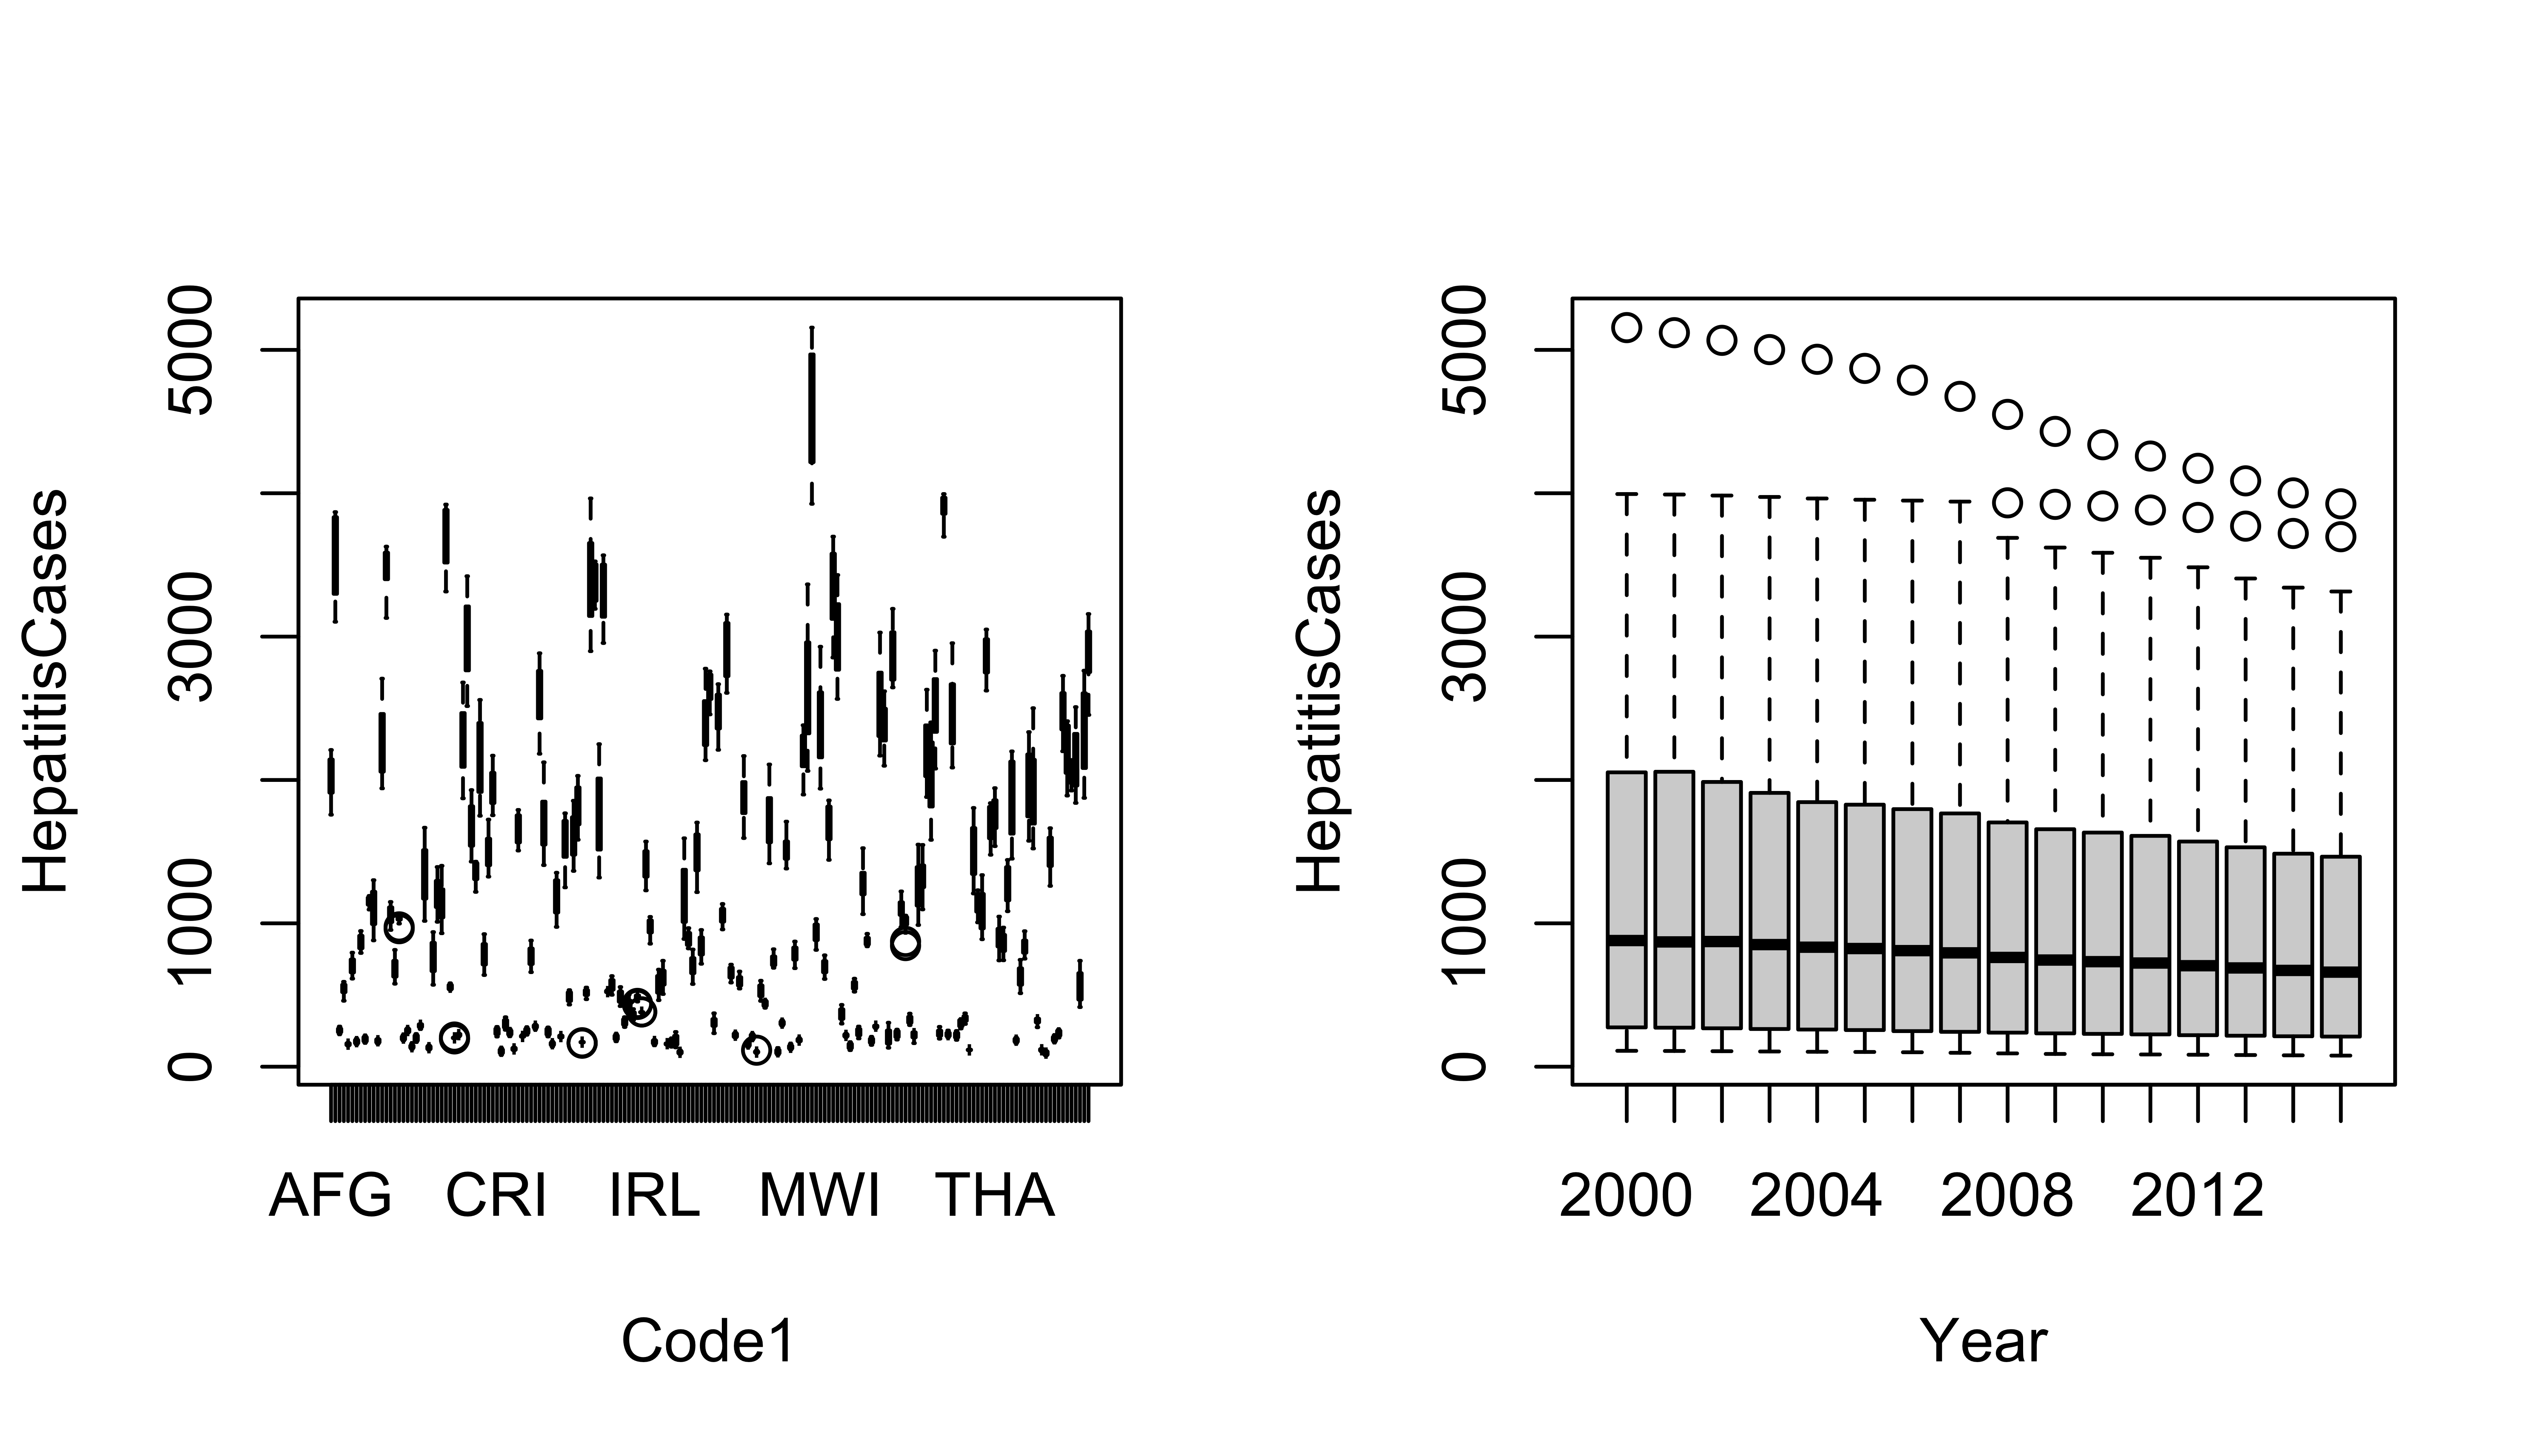 HepatitisCases
5000
3000
1000
0
AFG CRI IRL MWI THA
Code1
HepatitisCases
5000
3000
1000
0
2000 2004 2008 2012
Year